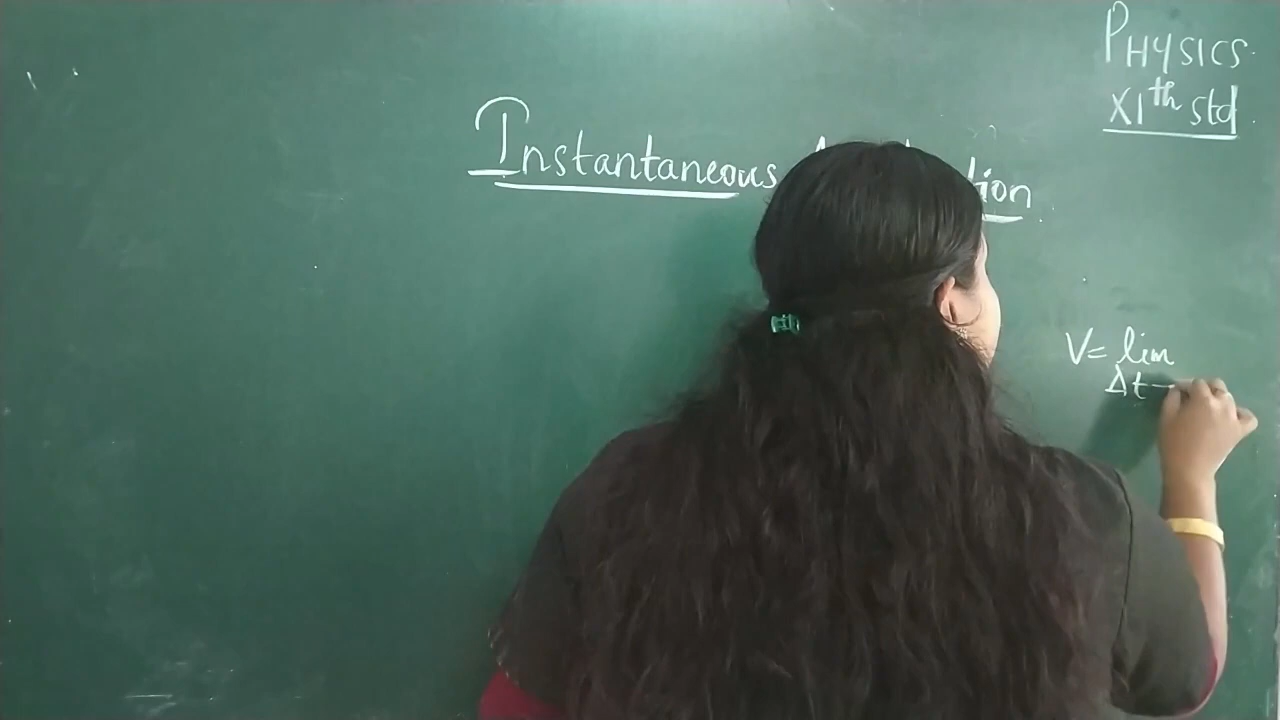 PHYSICS
XIth std
Instantaneous
V= lim
Δt